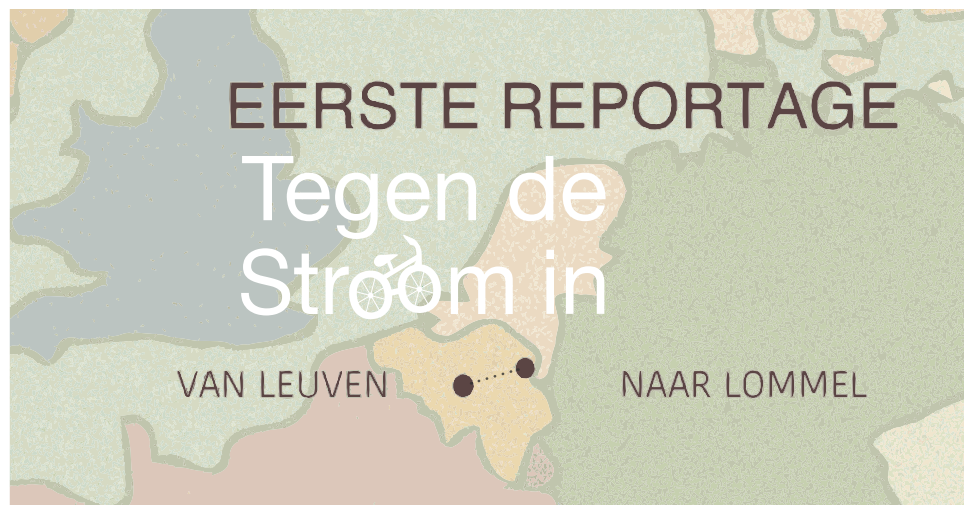 EERSTE REPORTAGE
Tegen de
Stroom in
VAN LEUVEN
NAAR LOMMEL